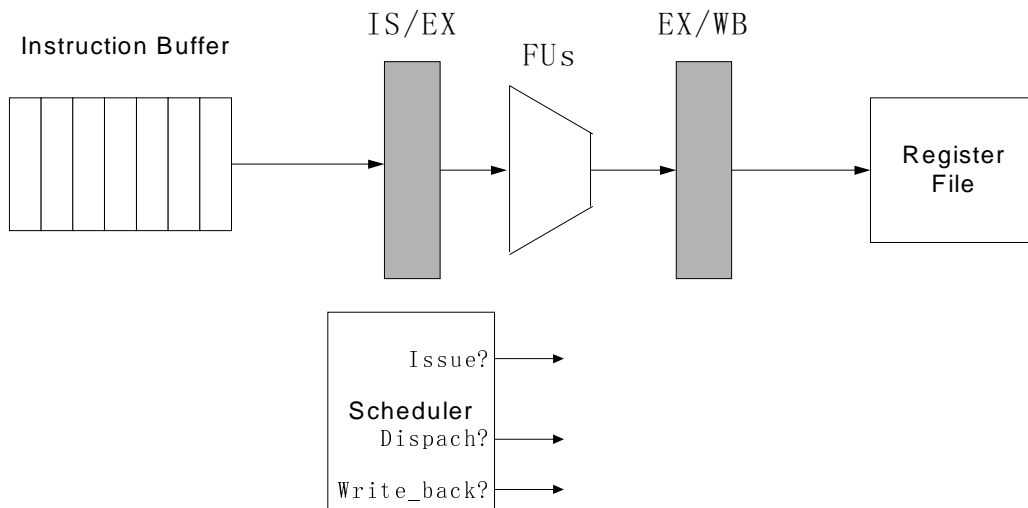 IS/EX
EX/WB
Instruction Buffer
FUs
Register
File
Issue?
Scheduler
Dispach?
Write_back?